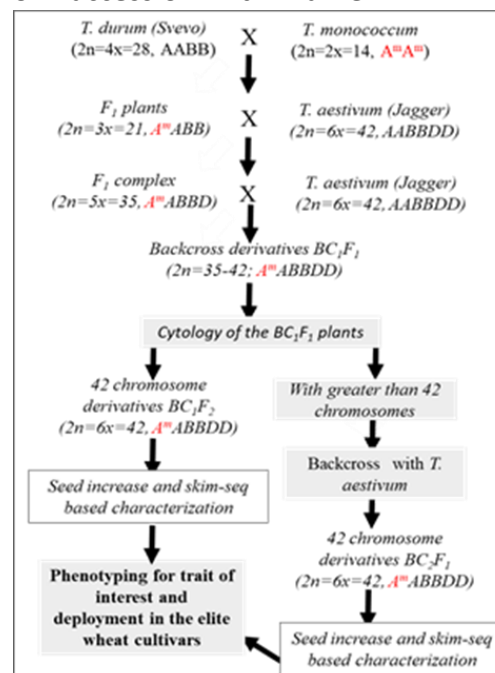 T. durum (Svevo) X T. monococcum
(2n=4x=28, AABB) (2n=2x=14, AᵐAᵐ)
F₁ plants X T. aestivum (Jagger)
(2n=3x=21, AᵐABB) (2n=6x=42, AABBDD)
F₁ complex X T. aestivum (Jagger)
(2n=5x=35, AᵐABBD) (2n=6x=42, AABBDD)
Backcross derivatives BC₁F₁
(2n=35-42; AᵐABBDD)
Cytology of the BC₁F₁ plants
42 chromosome
derivatives BC₁F₂
(2n=6x=42, AᵐABBDD)
Seed increase and skim-seq
based characterization
With greater than 42
chromosomes
Backcross with T.
aestivum
42 chromosome
derivatives BC₂F₁
(2n=6x=42, AᵐABBDD)
Seed increase and skim-seq
based characterization
Phenotyping for trait of
interest and
deployment in the elite
wheat cultivars